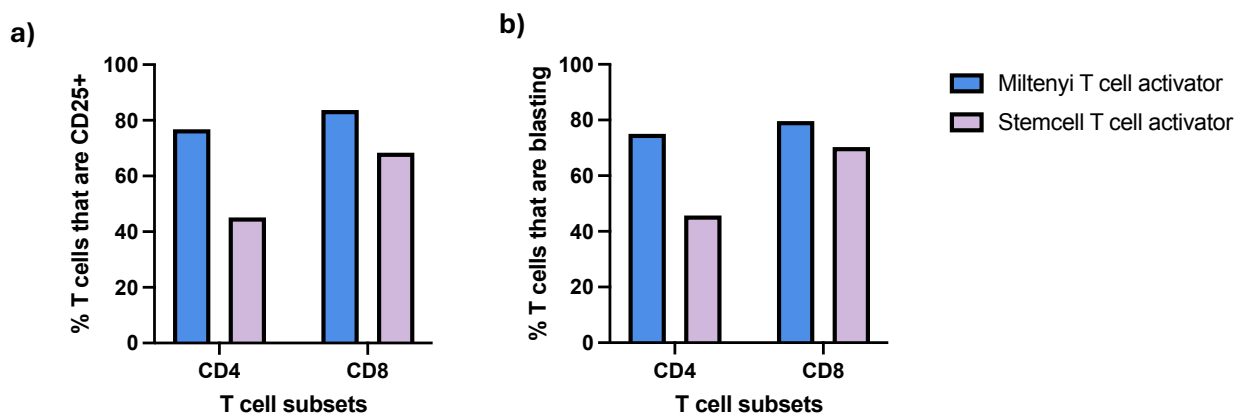 a)
% T cells that are CD25+
100
80
60
40
20
0
CD4 CD8
T cell subsets
b)
% T cells that are blasting
100
80
60
40
20
0
CD4 CD8
T cell subsets
Miltenyi T cell activator
Stemcell T cell activator